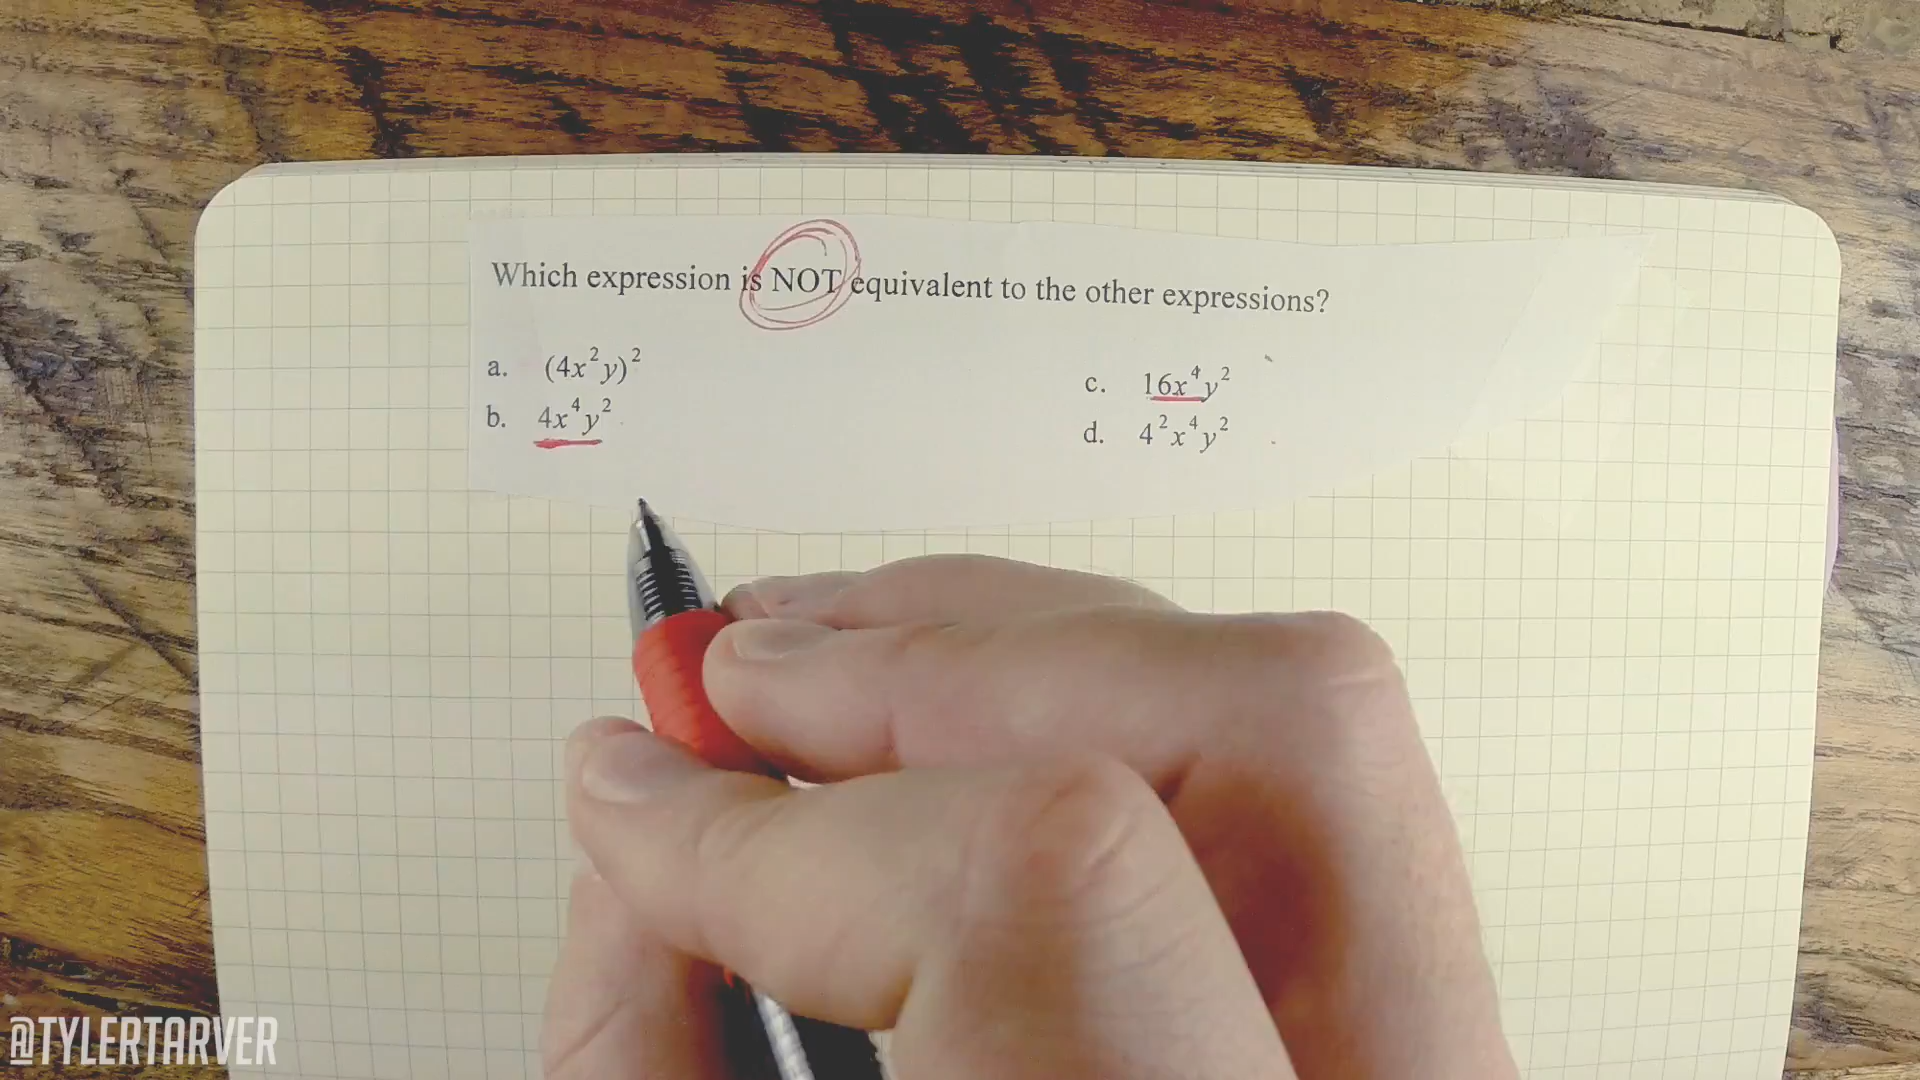 Which expression is NOT equivalent to the other expressions?
a. (4x²y)²
b. 4x⁴y²
c. 16x⁴y²
d. 4²x⁴y²
@TYLERTARVER